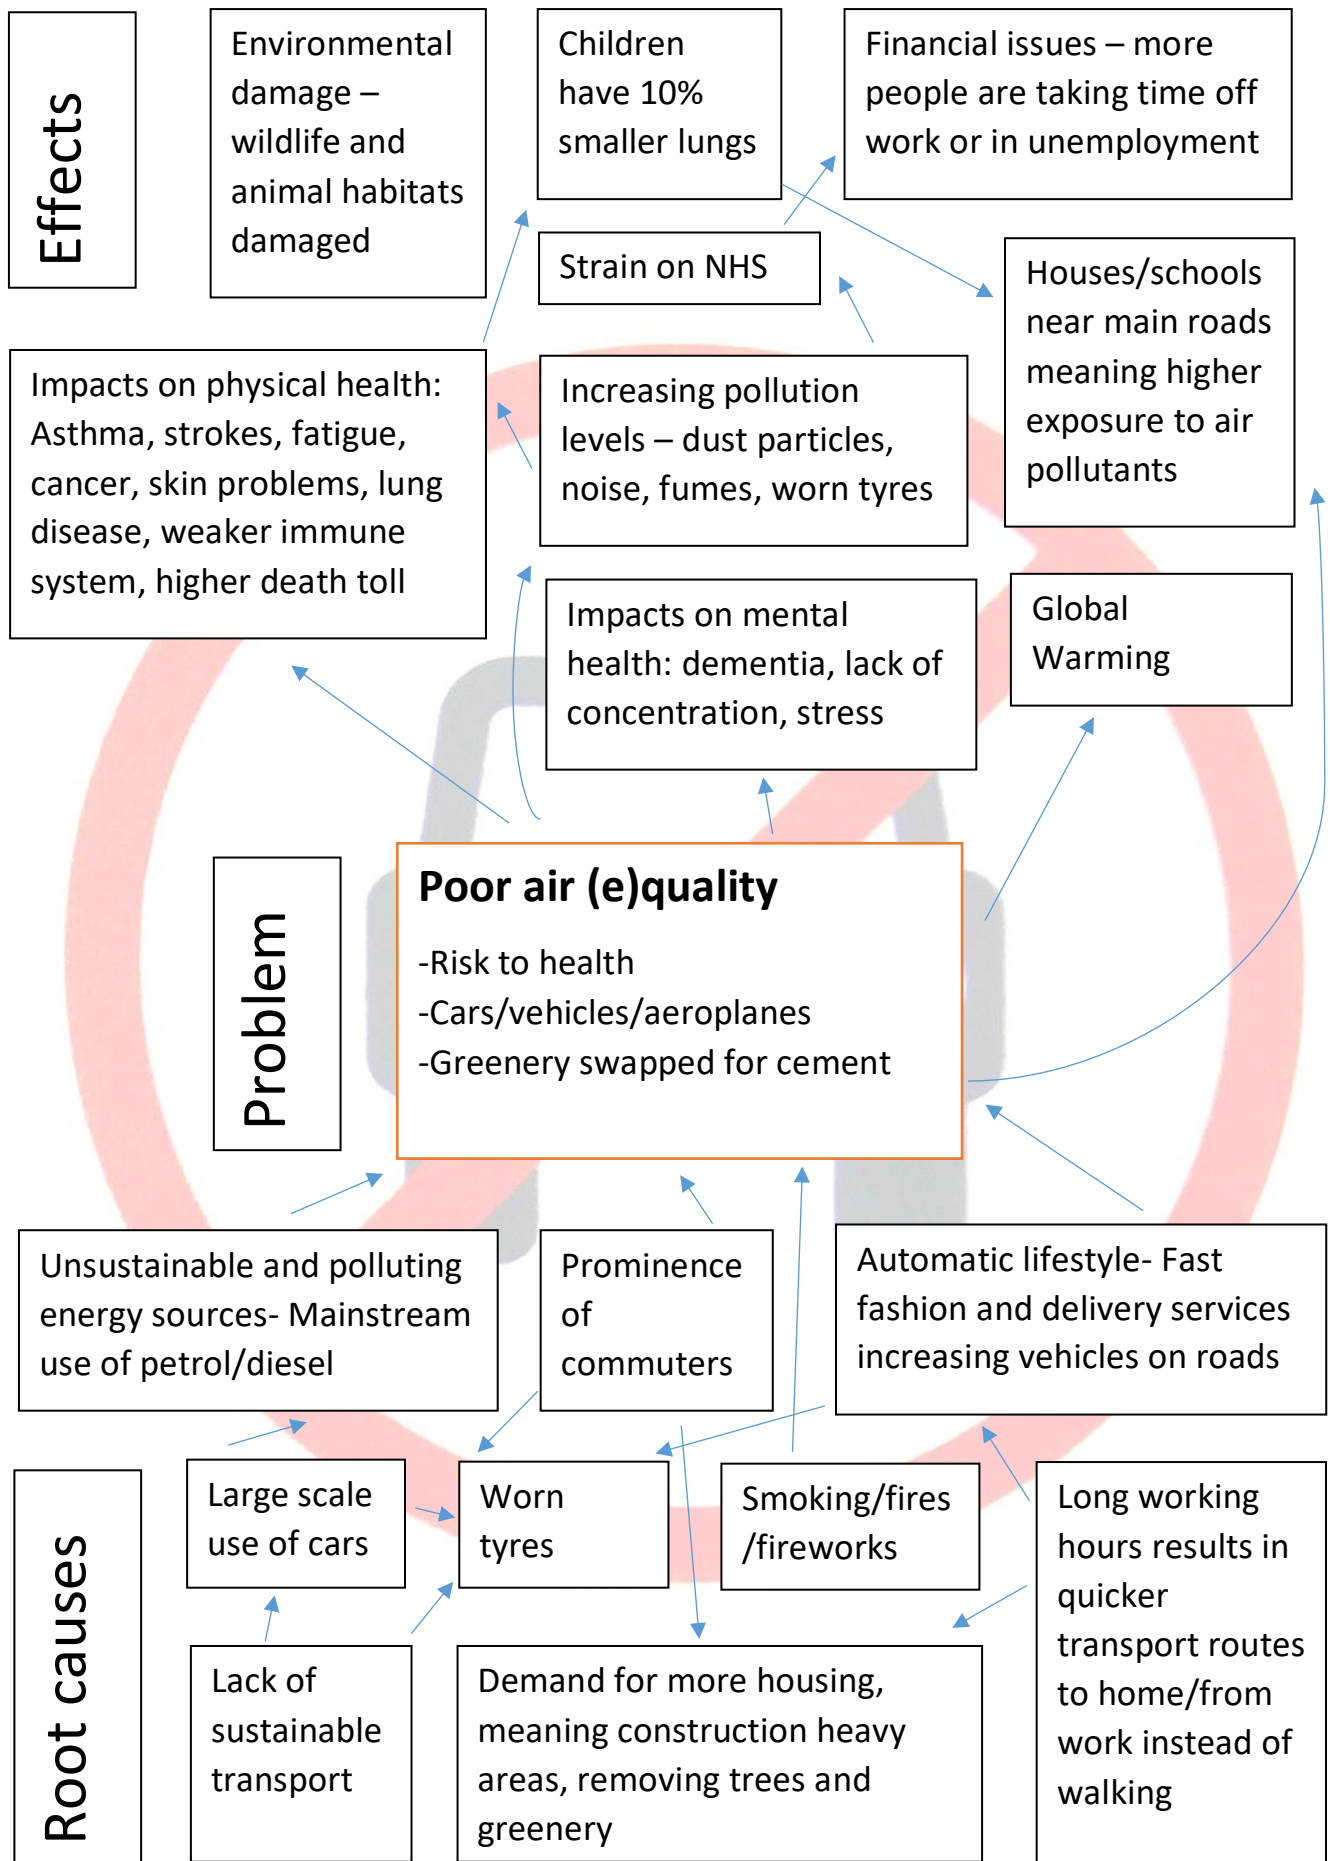 Effects
Environmental
damage –
wildlife and
animal habitats
damaged
Children
have 10%
smaller lungs
Financial issues – more
people are taking time off
work or in unemployment
Strain on NHS
Houses/schools
near main roads
meaning higher
exposure to air
pollutants
Impacts on physical health:
Asthma, strokes, fatigue,
cancer, skin problems, lung
disease, weaker immune
system, higher death toll
Increasing pollution
levels – dust particles,
noise, fumes, worn tyres
Impacts on mental
health: dementia, lack of
concentration, stress
Global
Warming
Problem
Poor air (e)quality
-Risk to health
-Cars/vehicles/aeroplanes
-Greenery swapped for cement
Unsustainable and polluting
energy sources- Mainstream
use of petrol/diesel
Prominence
of
commuters
Automatic lifestyle- Fast
fashion and delivery services
increasing vehicles on roads
Root causes
Large scale
use of cars
Worn
tyres
Smoking/fires
/fireworks
Long working
hours results in
quicker
transport routes
to home/from
work instead of
walking
Lack of
sustainable
transport
Demand for more housing,
meaning construction heavy
areas, removing trees and
greenery